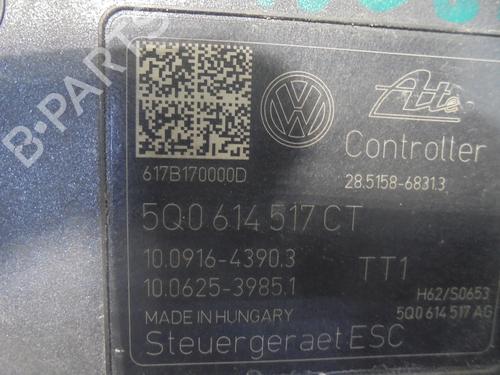 B-PARTS
Ate
617B170000D
Controller
28.5158-6831.3
5Q0 614 517 CT
10.0916-4390.3
TT1
10.0625-3985.1
H62/S0653
MADE IN HUNGARY
5Q0 614 517 AG
Steuergeraet ESC